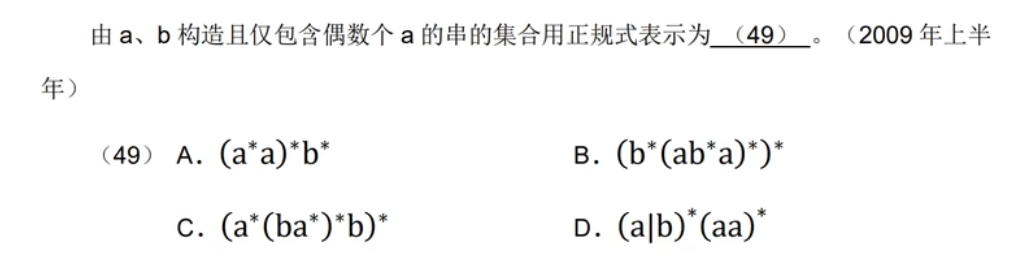 由 a、b 构造且仅包含偶数个 a 的串的集合用正规式表示为 （49） 。（2009 年上半
年）
（49） A. (a*a)*b* B. (b*(ab*a)*)*
C. (a*(ba*)*b)* D. (a|b)*(aa)*